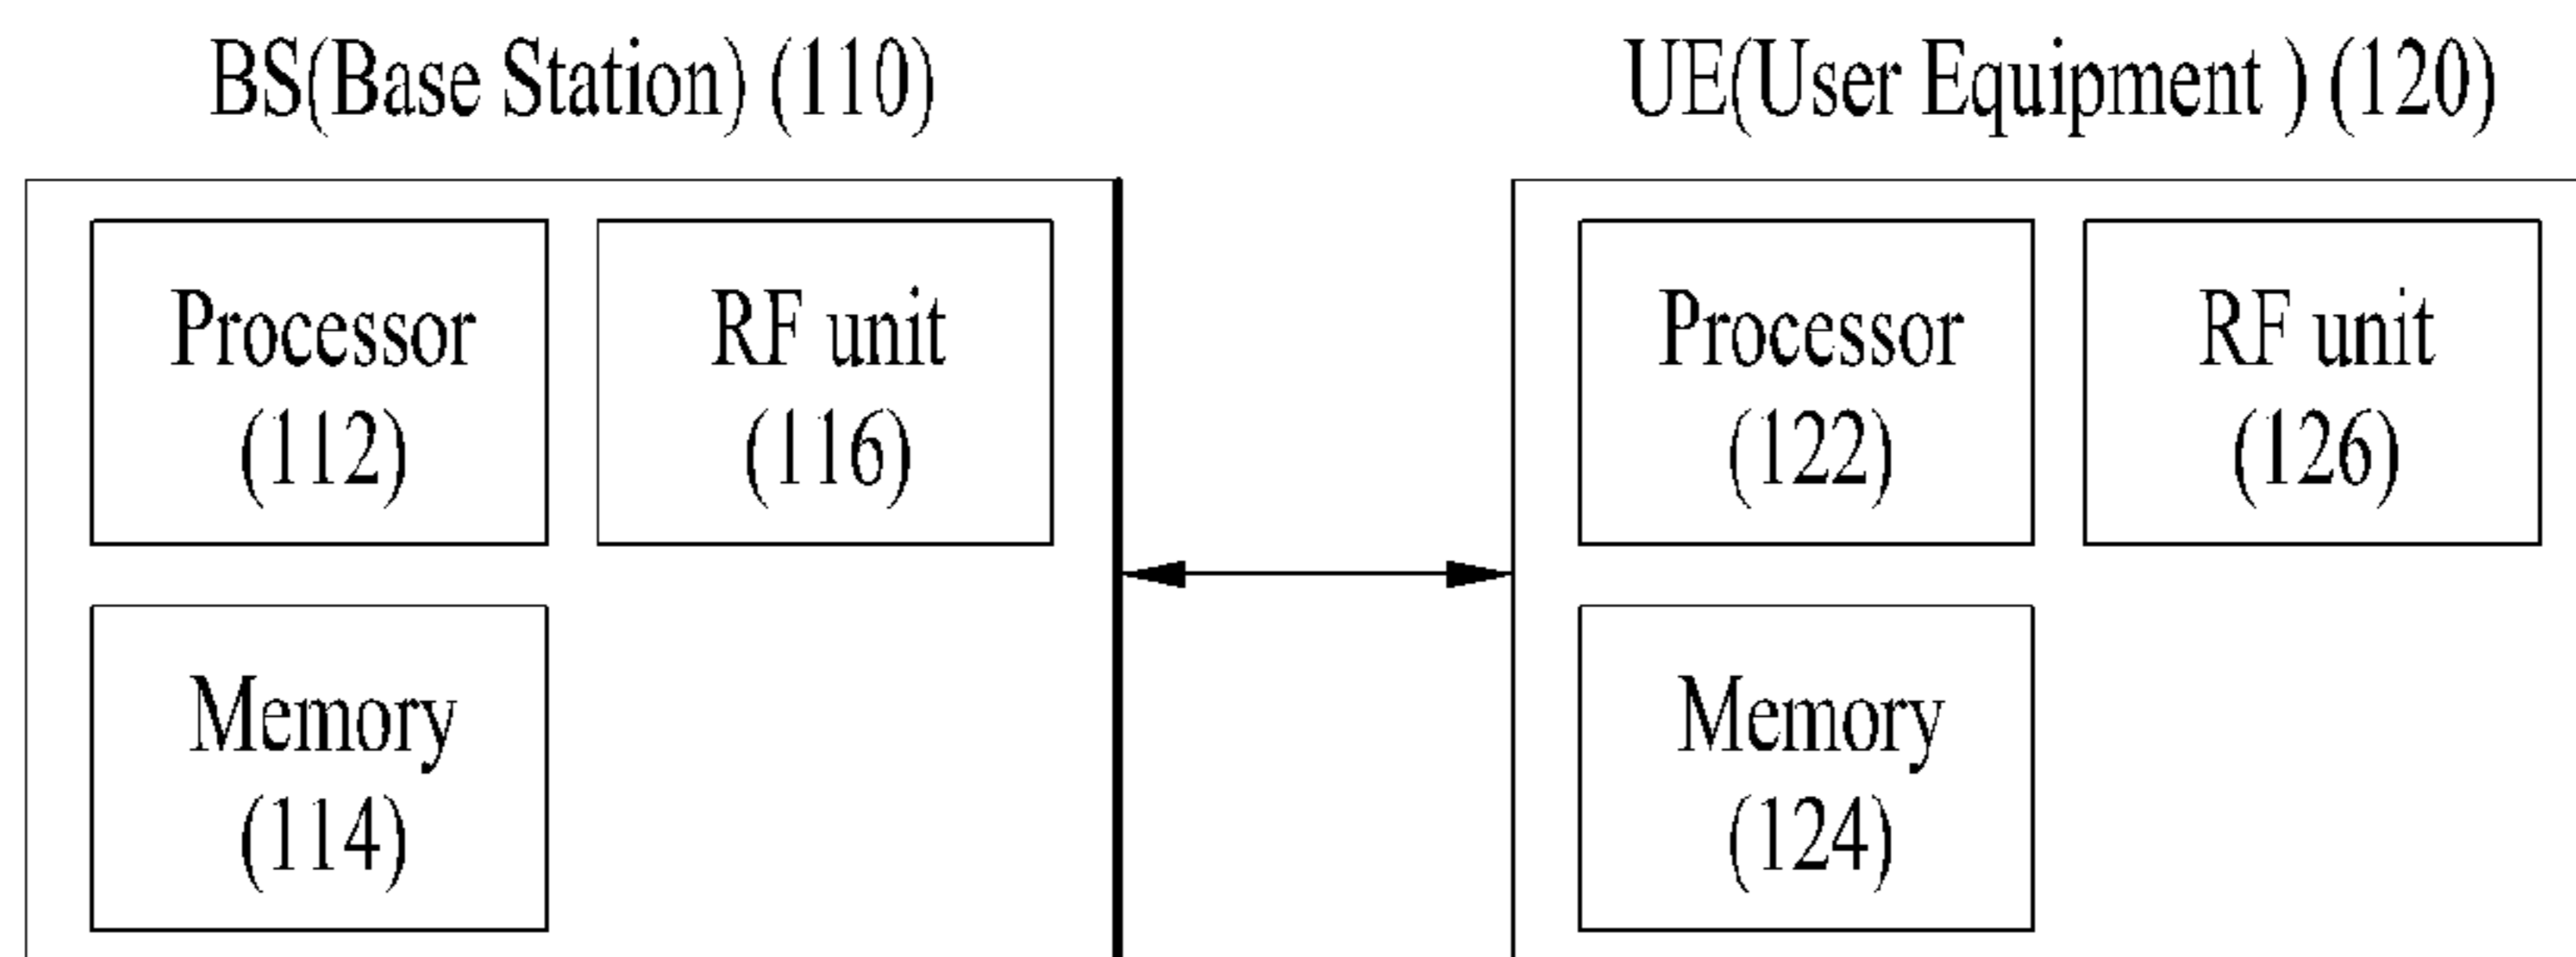 BS(Base Station) (110)
UE(User Equipment ) (120)
Processor
(112)
RF unit
(116)
Processor
(122)
RF unit
(126)
Memory
(114)
Memory
(124)